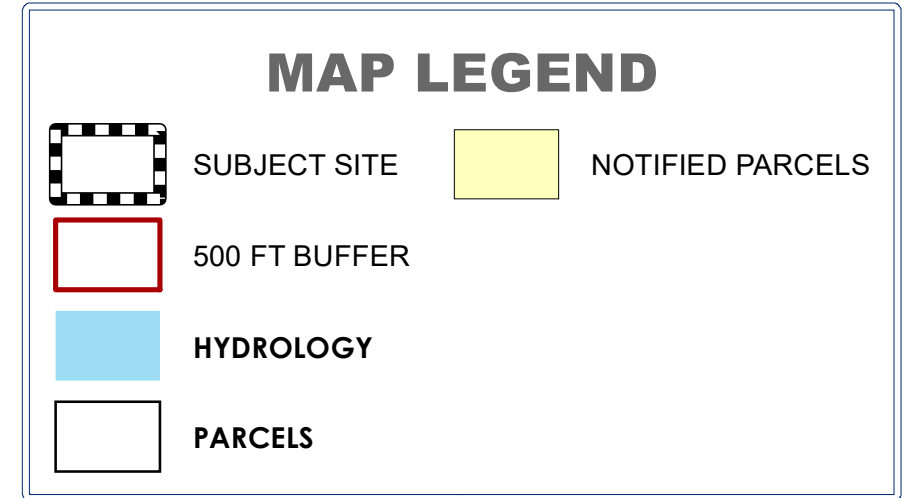 MAP LEGEND
SUBJECT SITE
NOTIFIED PARCELS
500 FT BUFFER
HYDROLOGY
PARCELS